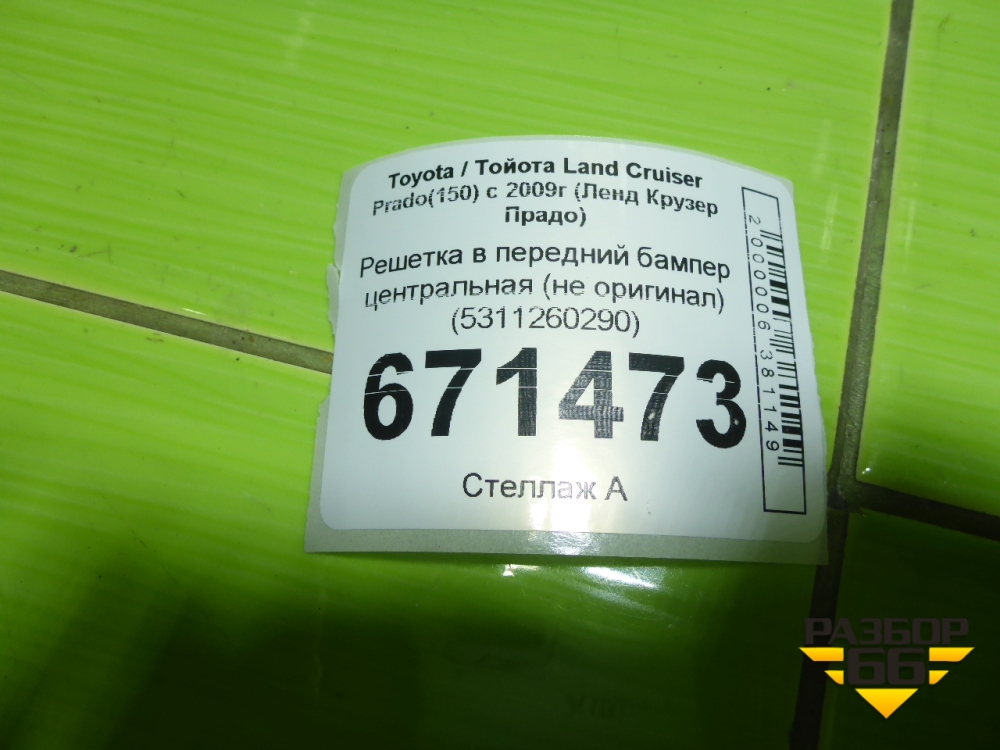 Toyota / Тойота Land Cruiser
Prado(150) с 2009г (Ленд Крузер
Прадо)
Решетка в передний бампер
центральная (не оригинал)
(5311260290)
671473
Стеллаж А
2000006381149
РАЗБОР
66